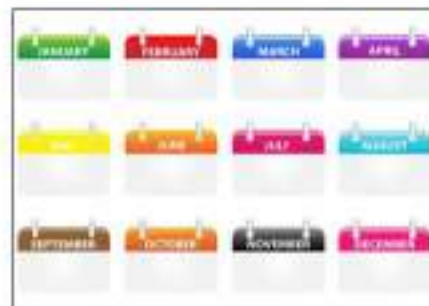 JANUARY FEBRUARY MARCH APRIL
MAY JUNE JULY AUGUST
SEPTEMBER OCTOBER NOVEMBER DECEMBER